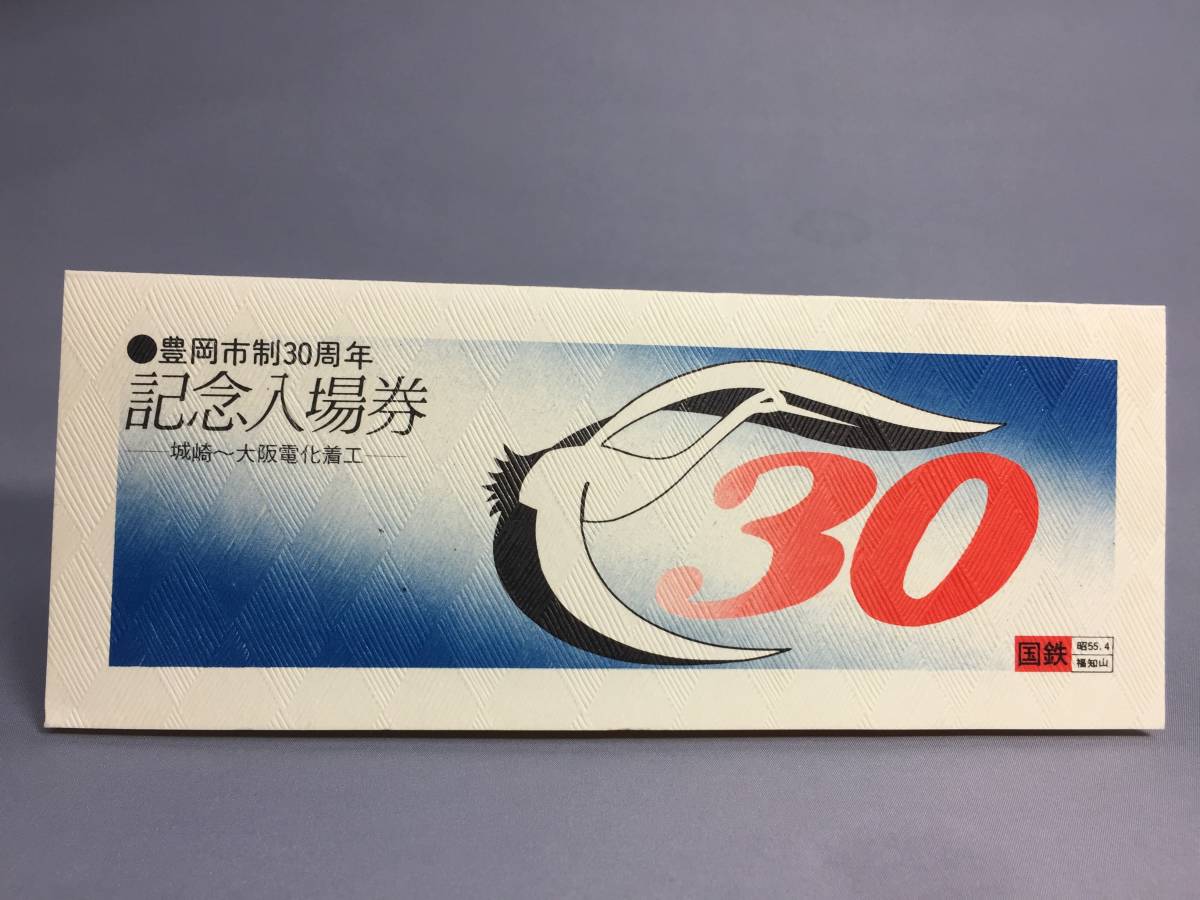 ●豊岡市制30周年
記念入場券
――城崎～大阪電化着工――
30
国鉄
昭55.4
福知山